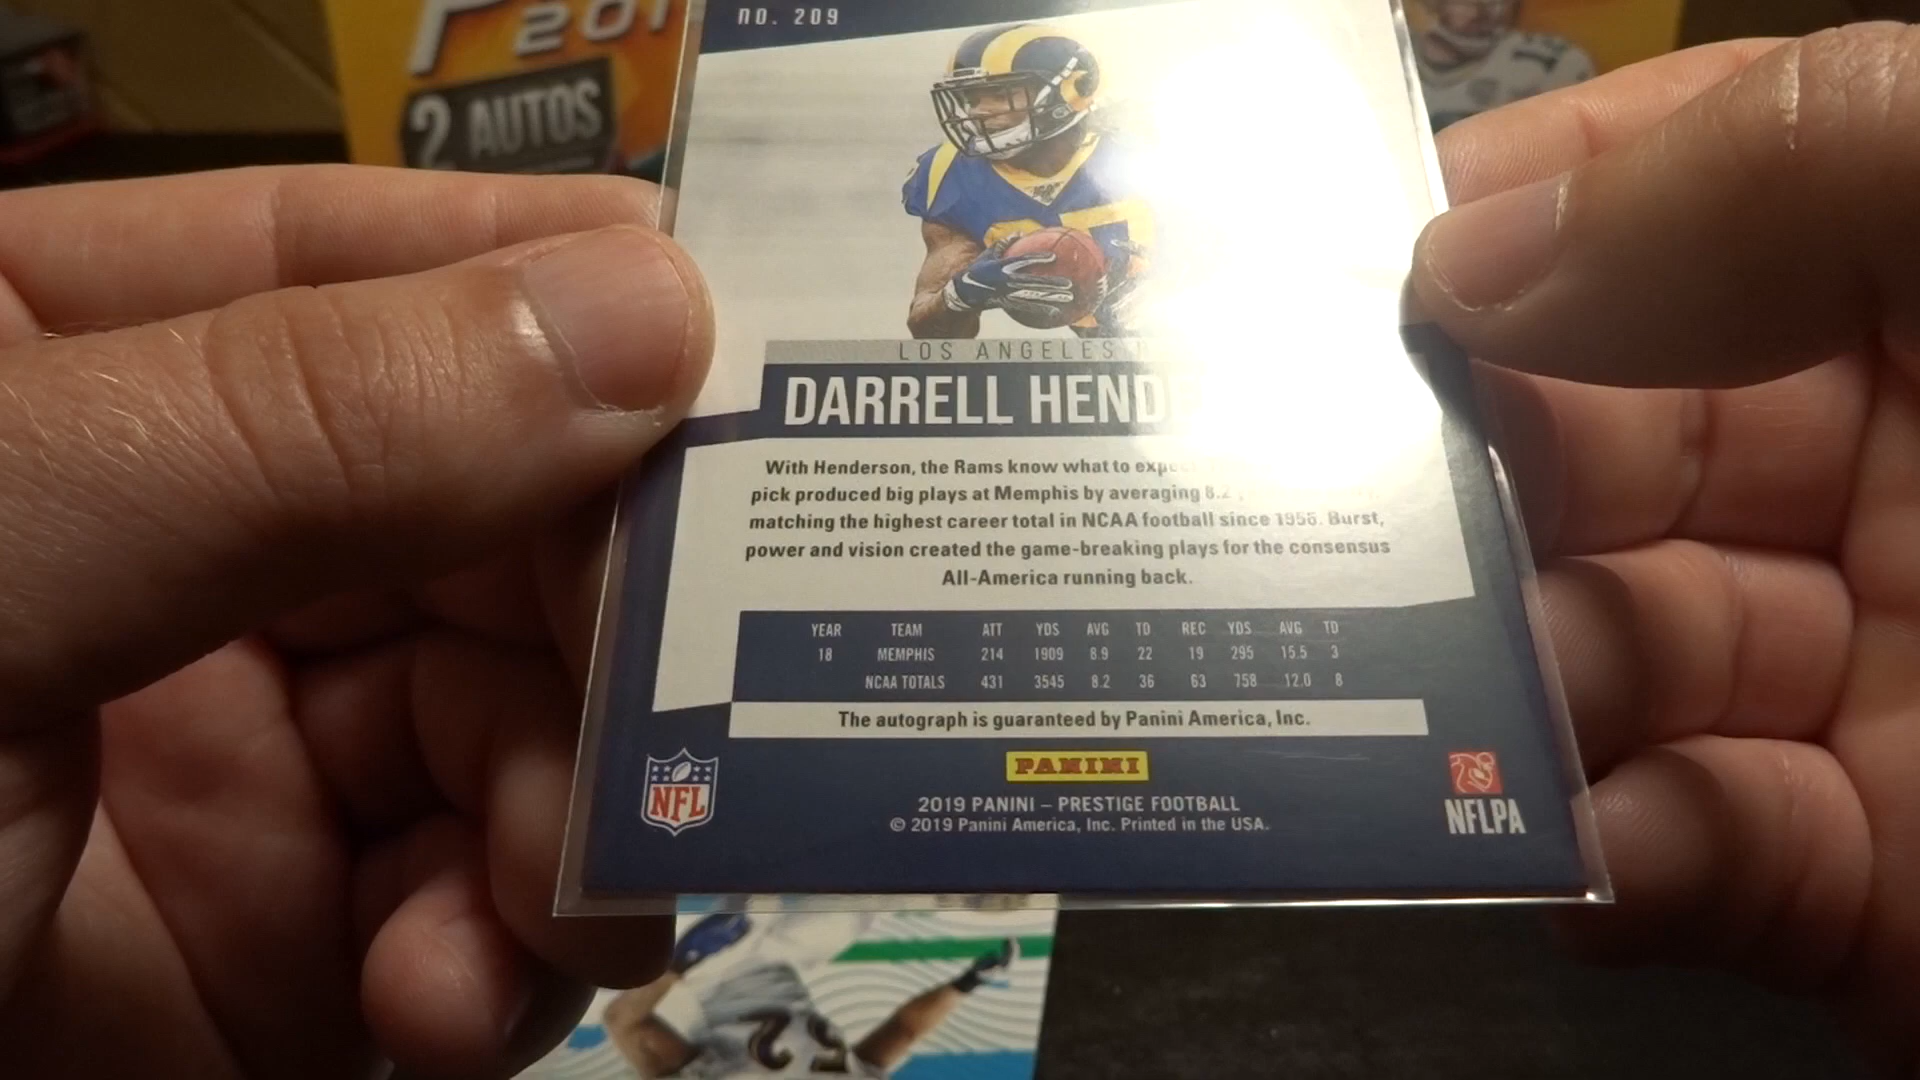 201
2 AUTOS
no. 209
LOS ANGELES
DARRELL HEND
With Henderson, the Rams know what to expec
pick produced big plays at Memphis by averaging 8.2
matching the highest career total in NCAA football since 1956. Burst,
power and vision created the game-breaking plays for the consensus
All-America running back.
YEAR TEAM ATT YDS AVG TD REC YDS AVG TD
18 MEMPHIS 214 1909 8.9 22 19 295 15.5 3
NCAA TOTALS 431 3545 8.2 36 63 758 12.0 8
The autograph is guaranteed by Panini America, Inc.
NFL
PANINI
NFLPA
2019 PANINI – PRESTIGE FOOTBALL
© 2019 Panini America, Inc. Printed in the USA.
52